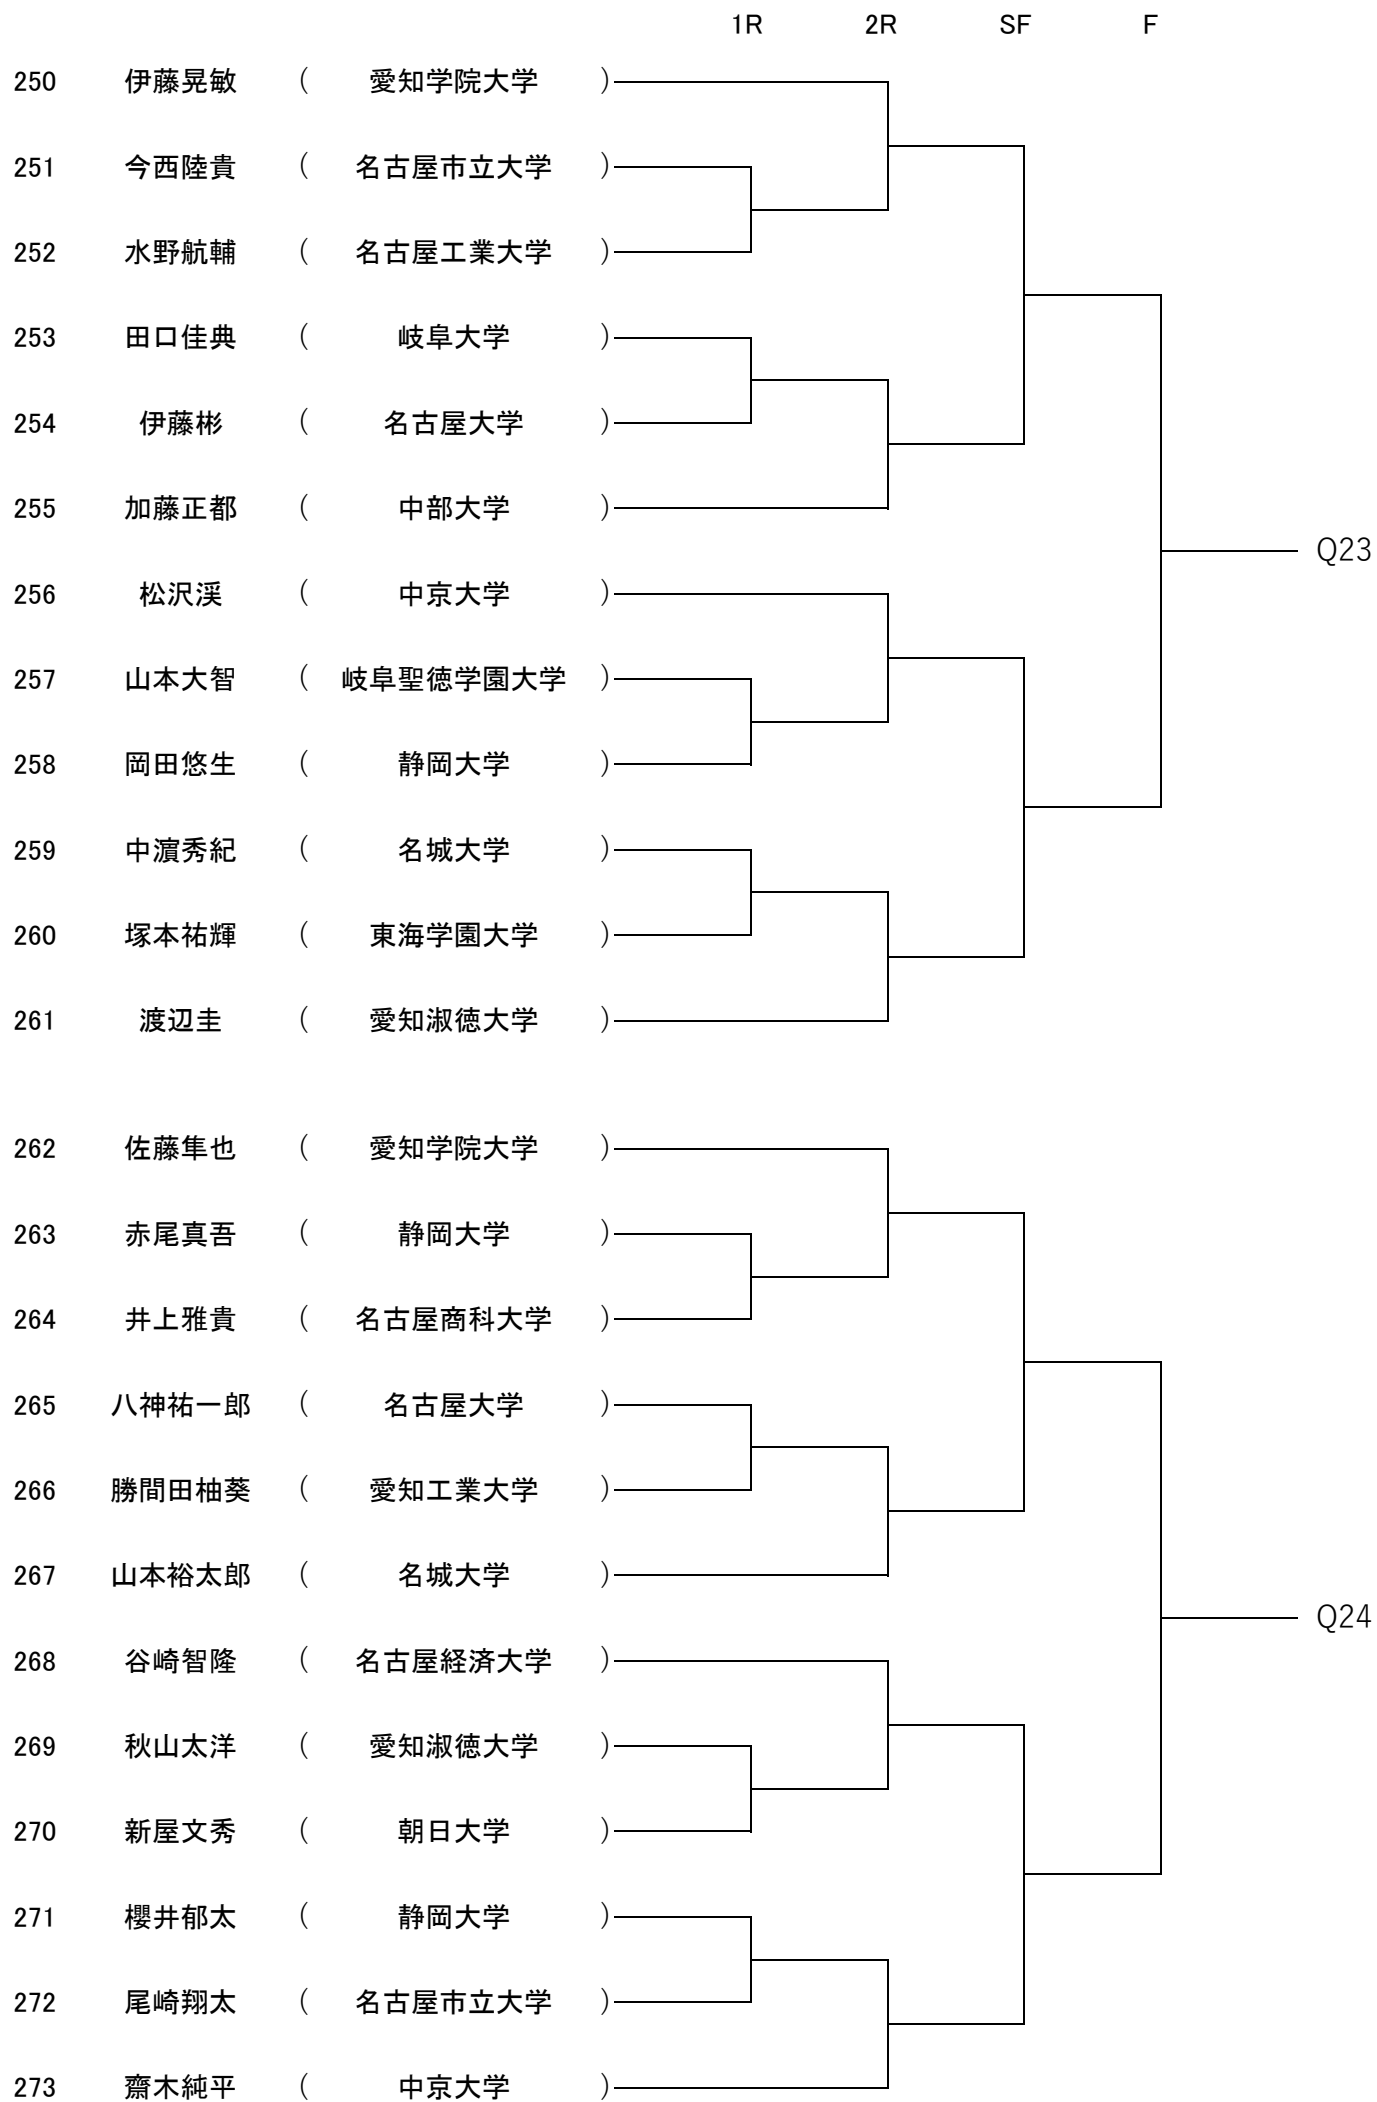 1R 2R SF F
250 伊藤晃敏 ( 愛知学院大学 )
251 今西陸貴 ( 名古屋市立大学 )
252 水野航輔 ( 名古屋工業大学 )
253 田口佳典 ( 岐阜大学 )
254 伊藤彬 ( 名古屋大学 )
255 加藤正都 ( 中部大学 )
Q23
256 松沢渓 ( 中京大学 )
257 山本大智 ( 岐阜聖徳学園大学 )
258 岡田悠生 ( 静岡大学 )
259 中濵秀紀 ( 名城大学 )
260 塚本祐輝 ( 東海学園大学 )
261 渡辺圭 ( 愛知淑徳大学 )
262 佐藤隼也 ( 愛知学院大学 )
263 赤尾真吾 ( 静岡大学 )
264 井上雅貴 ( 名古屋商科大学 )
265 八神祐一郎 ( 名古屋大学 )
266 勝間田柚葵 ( 愛知工業大学 )
267 山本裕太郎 ( 名城大学 )
Q24
268 谷崎智隆 ( 名古屋経済大学 )
269 秋山太洋 ( 愛知淑徳大学 )
270 新屋文秀 ( 朝日大学 )
271 櫻井郁太 ( 静岡大学 )
272 尾崎翔太 ( 名古屋市立大学 )
273 齋木純平 ( 中京大学 )